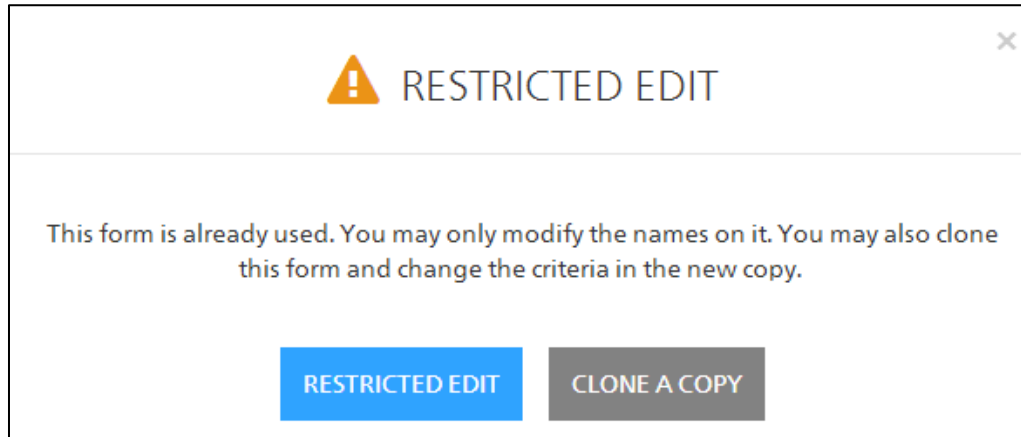 RESTRICTED EDIT
This form is already used. You may only modify the names on it. You may also clone
this form and change the criteria in the new copy.
RESTRICTED EDIT
CLONE A COPY